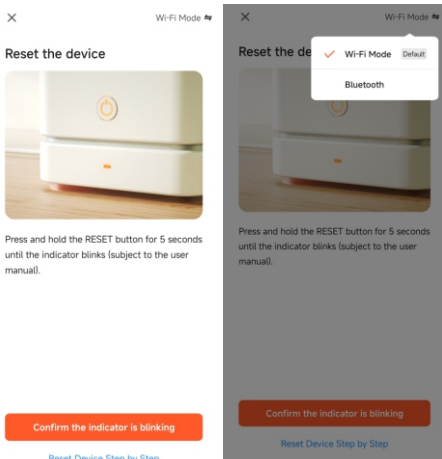 Wi-Fi Mode
Reset the device
Press and hold the RESET button for 5 seconds
until the indicator blinks (subject to the user
manual).
Confirm the indicator is blinking
Reset Device Step by Step
Wi-Fi Mode
Reset the de
Wi-Fi Mode Default
Bluetooth
Press and hold the RESET button for 5 seconds
until the indicator blinks (subject to the user
manual).
Confirm the indicator is blinking
Reset Device Step by Step